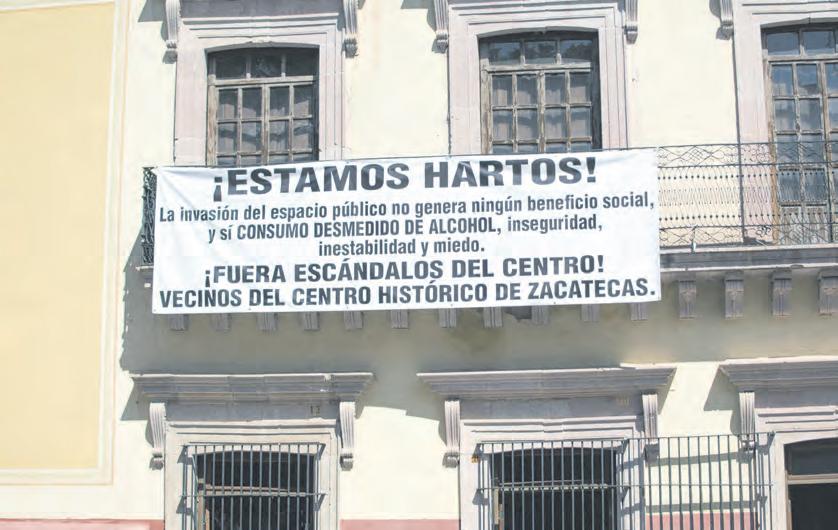 ¡ESTAMOS HARTOS!
La invasión del espacio público no genera ningún beneficio social,
y sí CONSUMO DESMEDIDO DE ALCOHOL, inseguridad,
inestabilidad y miedo.
¡FUERA ESCÁNDALOS DEL CENTRO!
VECINOS DEL CENTRO HISTÓRICO DE ZACATECAS.